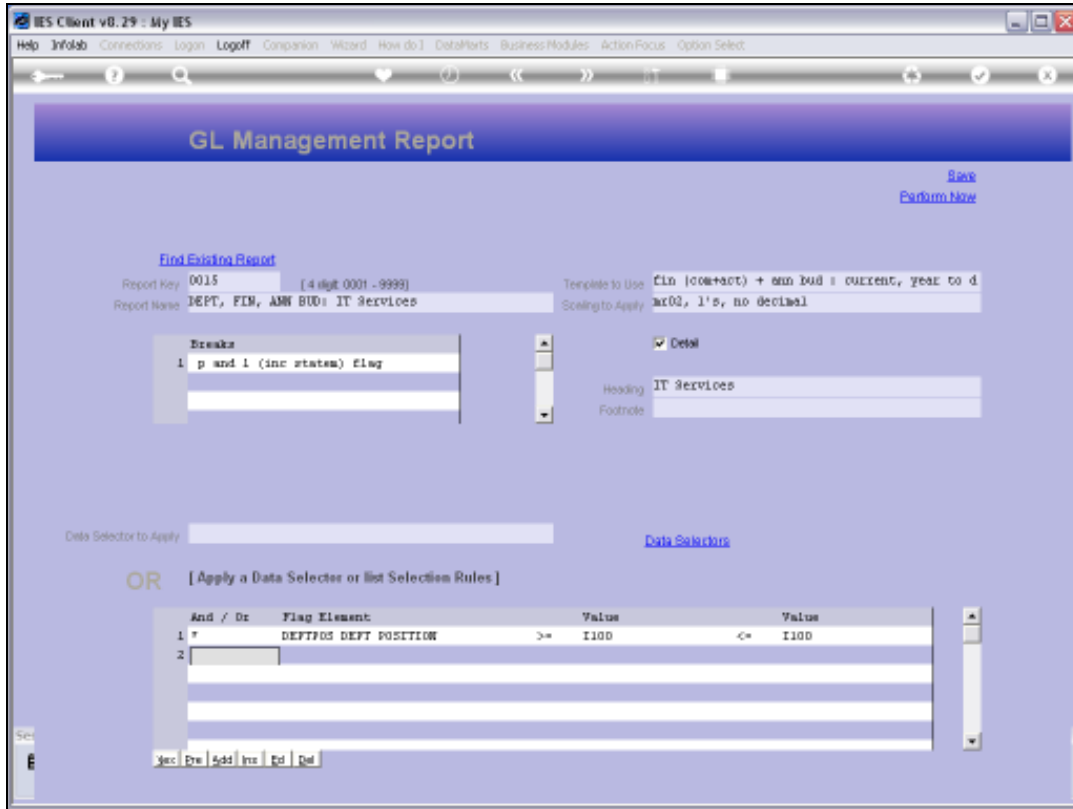 IES Client v8.29 : My IES
Help Infolab Connections Logon Logoff Companion Wizard How do I DataMarts Business Modules Action Focus Option Select
GL Management Report
Save
Perform Now
Find Existing Report
Report Key 0015 [ 4 digit: 0001 - 9999] Template to Use fin (com+act) + ann bud : current, year to d
Report Name DEPT, FIN, ANN BUD: IT Services Scaling to Apply mr02, 1's, no decimal
Breaks Detail
1 p and l (inc statem) flag
Heading IT Services
Footnote
Data Selector to Apply Data Selectors
OR [ Apply a Data Selector or list Selection Rules ]
And / Or Flag Element Value Value
1 * DEPTPOS DEPT POSITION >= I100 <= I100
2
Nex Pre Add Ins Ed Del